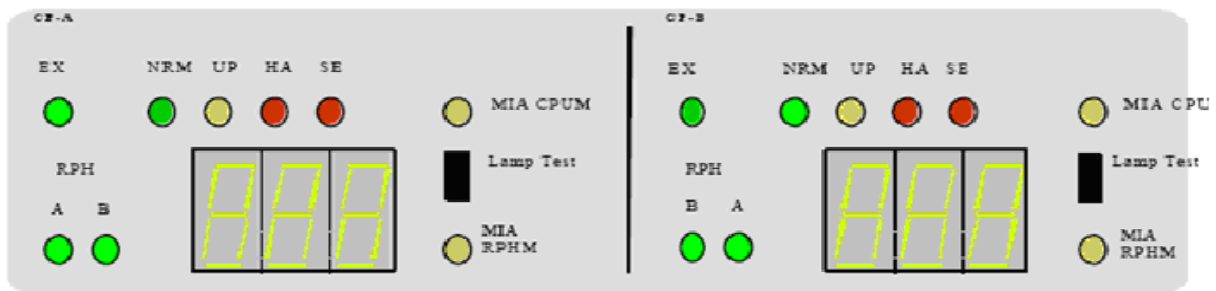 CP-A
EX NRM UP HA SE
MIA CPUM
RPH
Lamp Test
A B
MIA
RPHM
CP-B
EX NRM UP HA SE
MIA CPU
RPH
Lamp Test
B A
MIA
RPHM